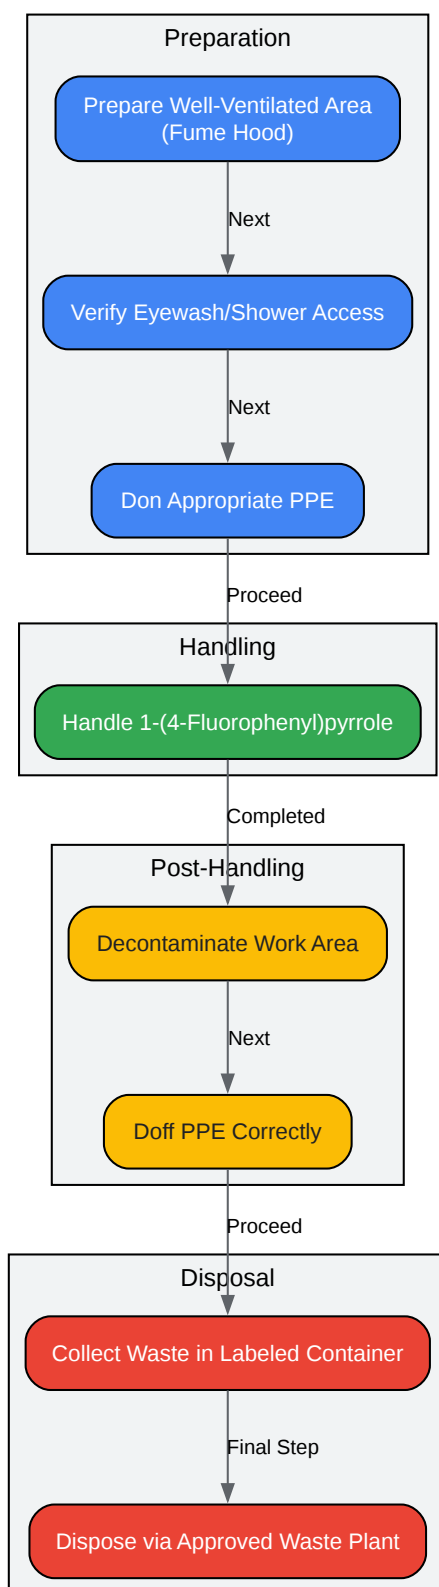 Preparation
Prepare Well-Ventilated Area
(Fume Hood)
Next
Verify Eyewash/Shower Access
Next
Don Appropriate PPE
Proceed
Handling
Handle 1-(4-Fluorophenyl)pyrrole
Completed
Post-Handling
Decontaminate Work Area
Next
Doff PPE Correctly
Proceed
Disposal
Collect Waste in Labeled Container
Final Step
Dispose via Approved Waste Plant